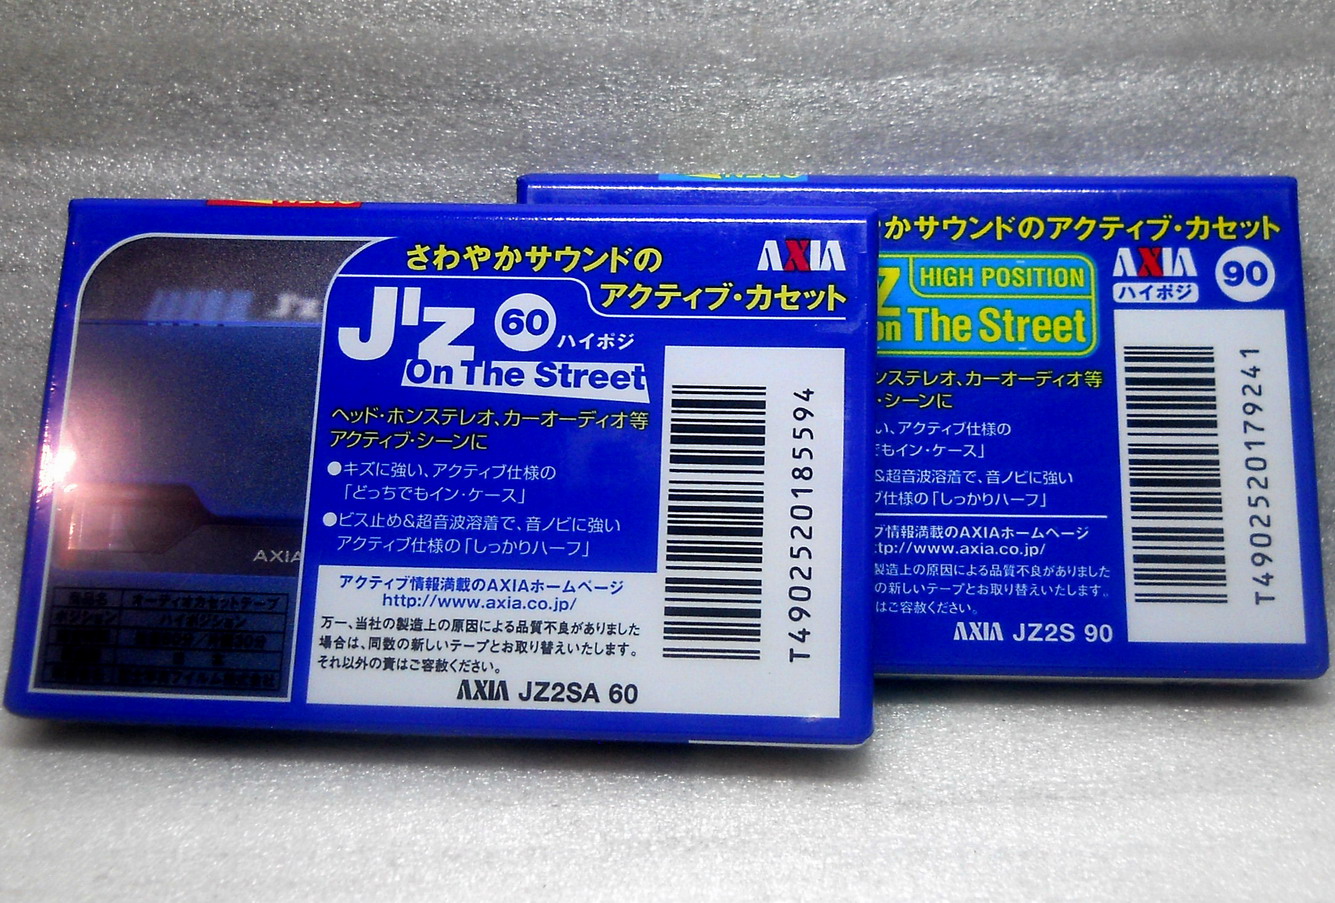 さわやかサウンドの
アクティブ・カセット
AXIA
J'z 60 ハイポジ
On The Street
ヘッド・ホンステレオ、カーオーディオ等
アクティブ・シーンに
●キズに強い、アクティブ仕様の
「どっちでもイン・ケース」
●ビス止め&超音波溶着で、音ノビに強い
アクティブ仕様の「しっかりハーフ」
アクティブ情報満載のAXIAホームページ
http://www.axia.co.jp/
万一、当社の製造上の原因による品質不良がありました
場合は、同数の新しいテープとお取り替えいたします。
それ以外の責はご容赦ください。
AXIA JZ2SA 60
T4902520185594
AXIA
オーディオカセットテープ
ポジション ハイポジション
かサウンドのアクティブ・カセット
z HIGH POSITION
on The Street
AXIA
ハイポジ
90
ンステレオ、カーオーディオ等
・シーンに
い、アクティブ仕様の
もイン・ケース」
&超音波溶着で、音ノビに強い
ブ仕様の「しっかりハーフ」
ブ情報満載のAXIAホームページ
tp://www.axia.co.jp/
製造上の原因による品質不良がありました
の新しいテープとお取り替えいたします。
はご容赦ください。
AXIA JZ2S 90
T4902520179241